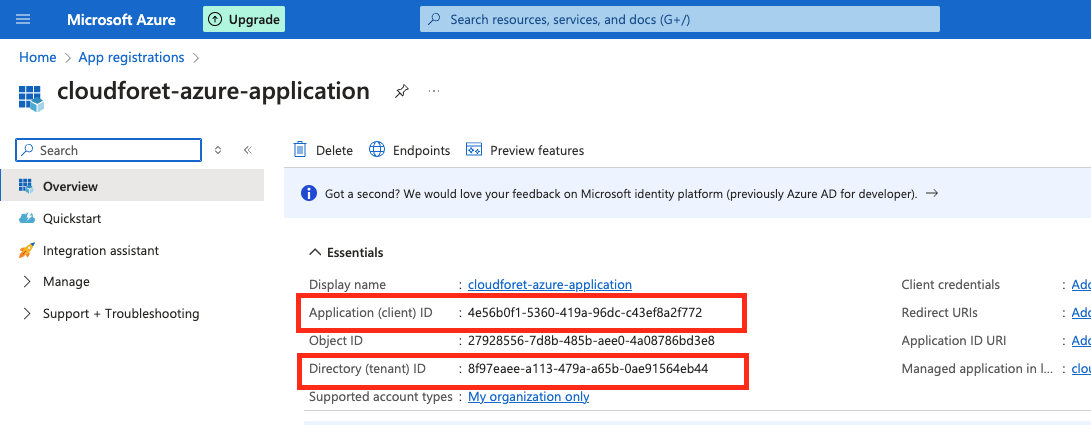 Microsoft Azure Upgrade Search resources, services, and docs (G+/)
Home > App registrations >
cloudforet-azure-application ...
Search
Delete Endpoints Preview features
Overview
Got a second? We would love your feedback on Microsoft identity platform (previously Azure AD for developer). →
Quickstart
Integration assistant
Manage
Support + Troubleshooting
Essentials
Display name : cloudforet-azure-application
Application (client) ID : 4e56b0f1-5360-419a-96dc-c43ef8a2f772
Object ID : 27928556-7d8b-485b-aee0-4a08786bd3e8
Directory (tenant) ID : 8f97eaee-a113-479a-a65b-0ae91564eb44
Supported account types : My organization only
Client credentials : Add
Redirect URIs : Add
Application ID URI : Add
Managed application in l... : clou